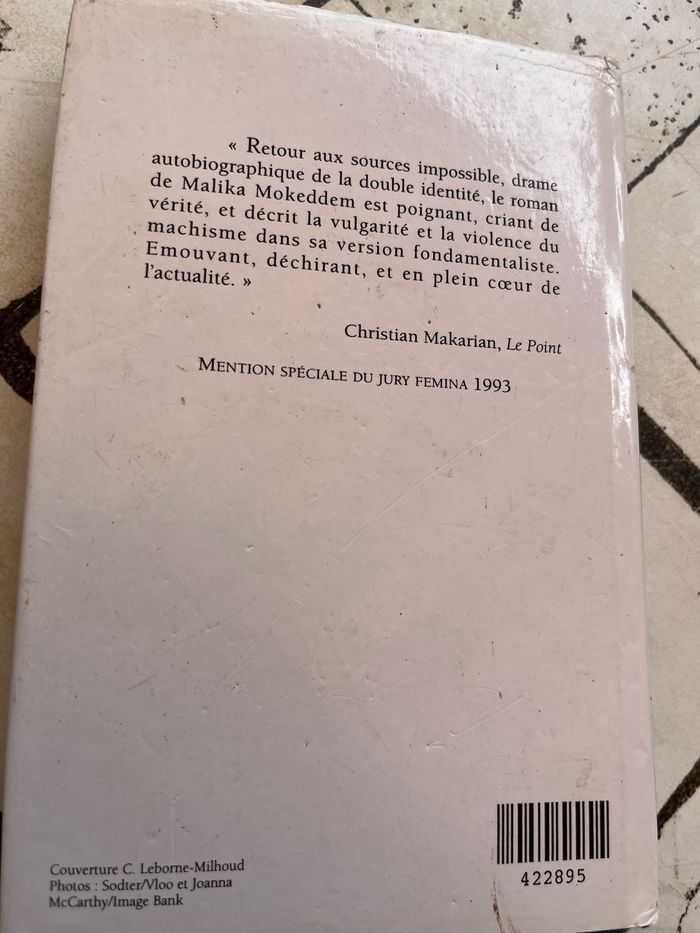 « Retour aux sources impossible, drame
autobiographique de la double identité, le roman
de Malika Mokeddem est poignant, criant de
vérité, et décrit la vulgarité et la violence du
machisme dans sa version fondamentaliste.
Emouvant, déchirant, et en plein cœur de
l'actualité. »
Christian Makarian, Le Point
MENTION SPÉCIALE DU JURY FEMINA 1993
Couverture C. Leborne-Milhoud
Photos : Sodter/Vloo et Joanna
McCarthy/Image Bank
422895